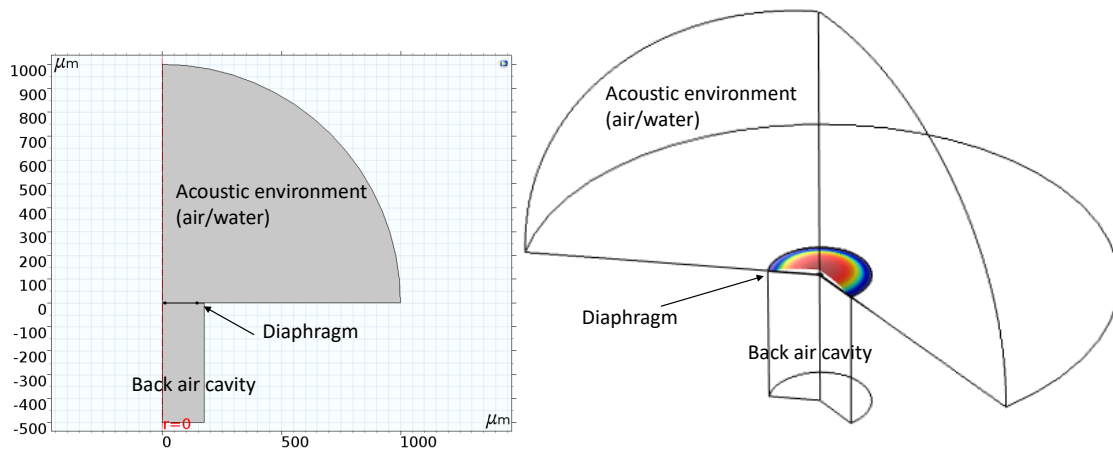 μm
1000
900
800
700
600
500
400
300
200
100
0
-100
-200
-300
-400
-500
Acoustic environment
(air/water)
Diaphragm
Back air cavity
r=0
μm
0
500
1000
Acoustic environment
(air/water)
Diaphragm
Back air cavity